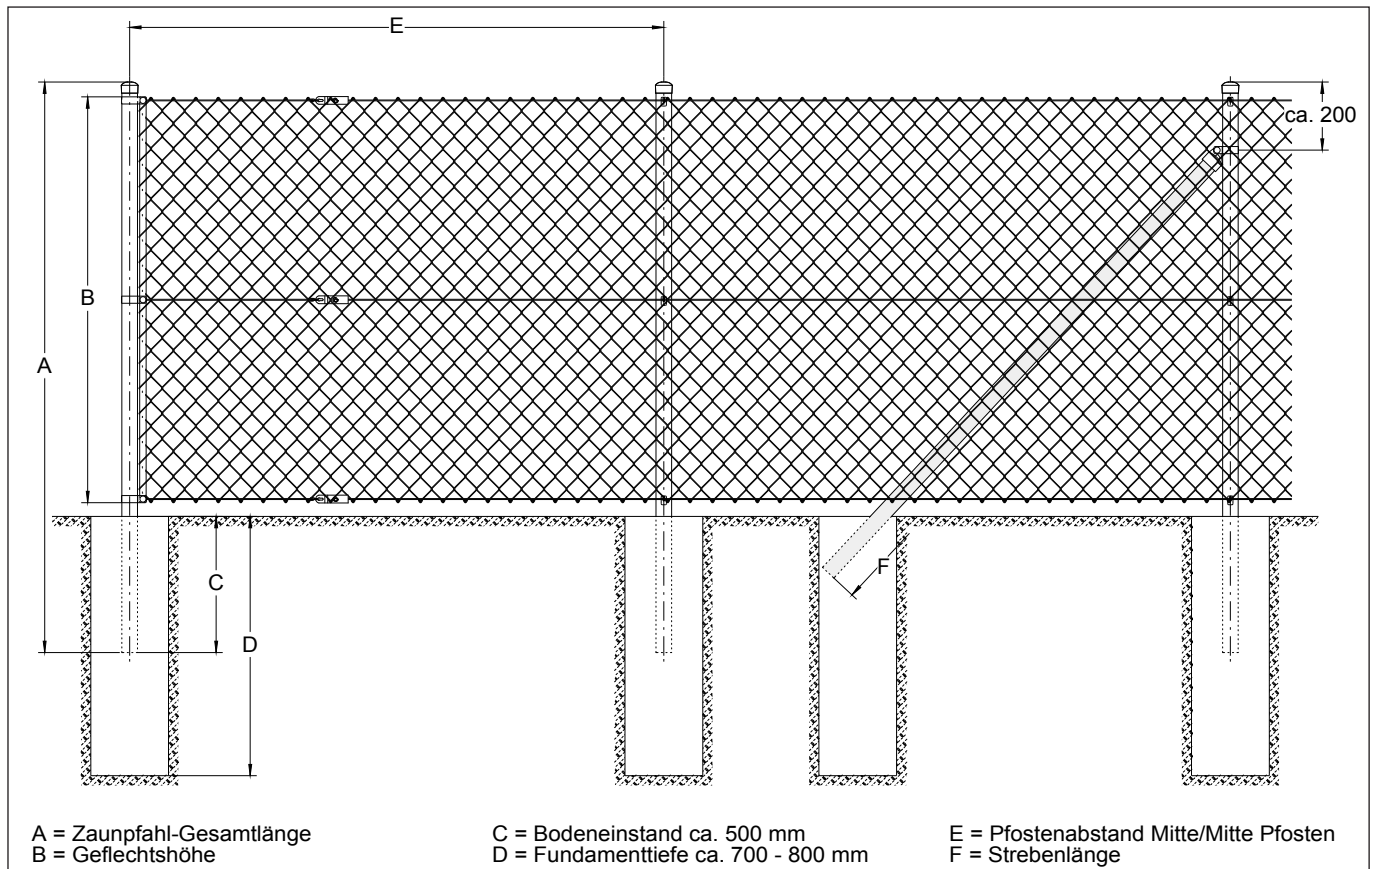 E
ca. 200
B
A
C
F
D
A = Zaunpfahl-Gesamtlänge
B = Geflechtshöhe
C = Bodeneinstand ca. 500 mm
D = Fundamenttiefe ca. 700 - 800 mm
E = Pfostenabstand Mitte/Mitte Pfosten
F = Strebenlänge